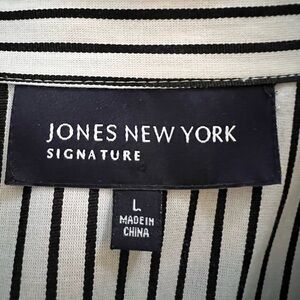 JONES NEW YORK
SIGNATURE
L
MADE IN
CHINA